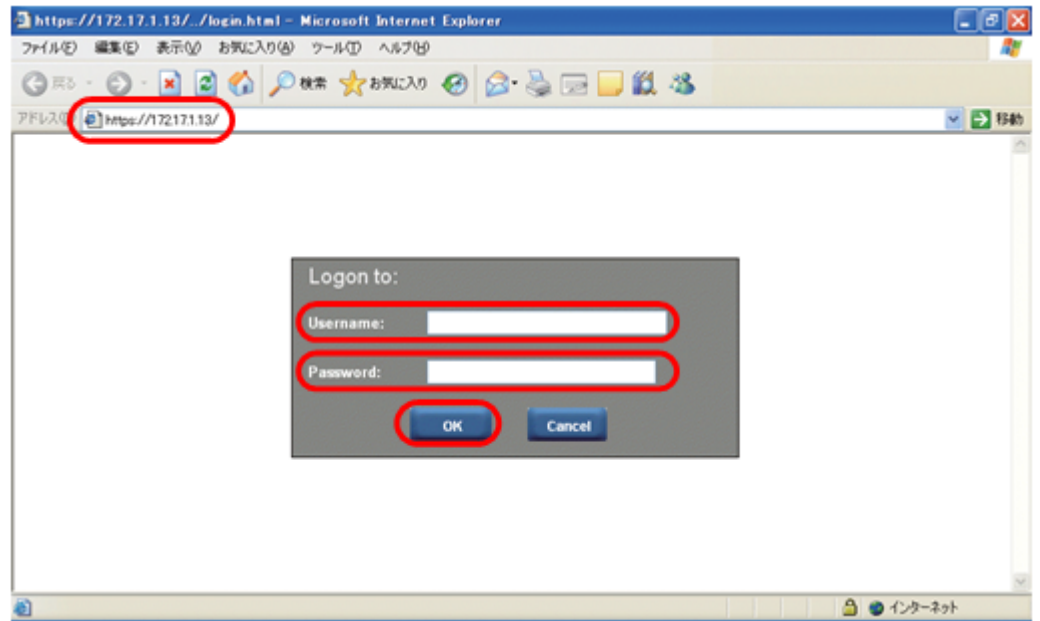 https://172.17.1.13/../login.html - Microsoft Internet Explorer
ファイル(F) 編集(E) 表示(V) お気に入り(A) ツール(T) ヘルプ(H)
戻る 検索 お気に入り
アドレス(D) https://172.17.1.13/ 移動
Logon to:
Username:
Password:
OK Cancel
インターネット